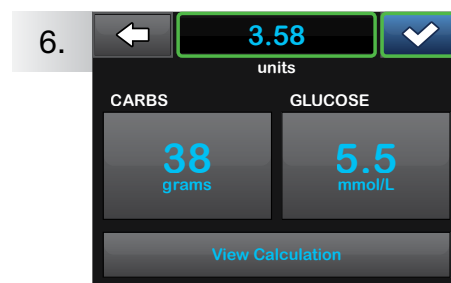 6.
3.58
units
CARBS GLUCOSE
38 5.5
grams mmol/L
View Calculation